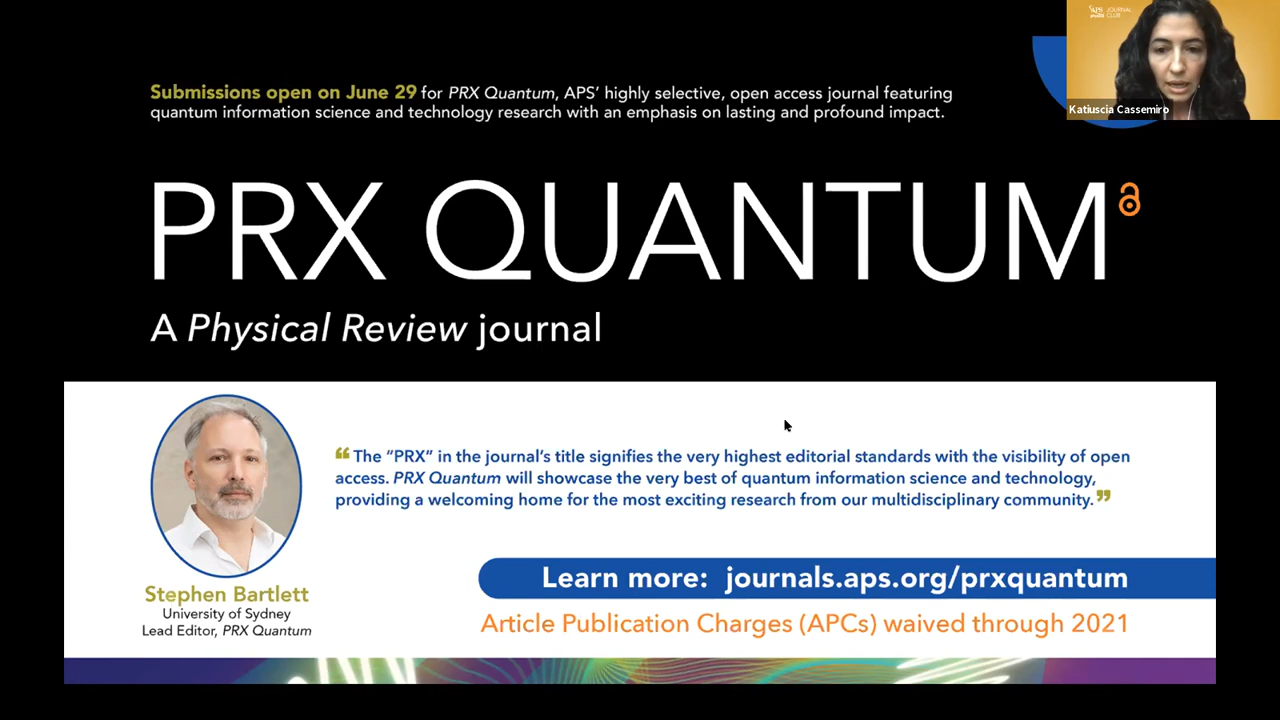 APS physics JOURNAL CLUB
Katiuscia Cassemiro
Submissions open on June 29 for PRX Quantum, APS’ highly selective, open access journal featuring
quantum information science and technology research with an emphasis on lasting and profound impact.
PRX QUANTUM
A Physical Review journal
“ The “PRX” in the journal’s title signifies the very highest editorial standards with the visibility of open
access. PRX Quantum will showcase the very best of quantum information science and technology,
providing a welcoming home for the most exciting research from our multidisciplinary community.”
Stephen Bartlett
University of Sydney
Lead Editor, PRX Quantum
Learn more: journals.aps.org/prxquantum
Article Publication Charges (APCs) waived through 2021